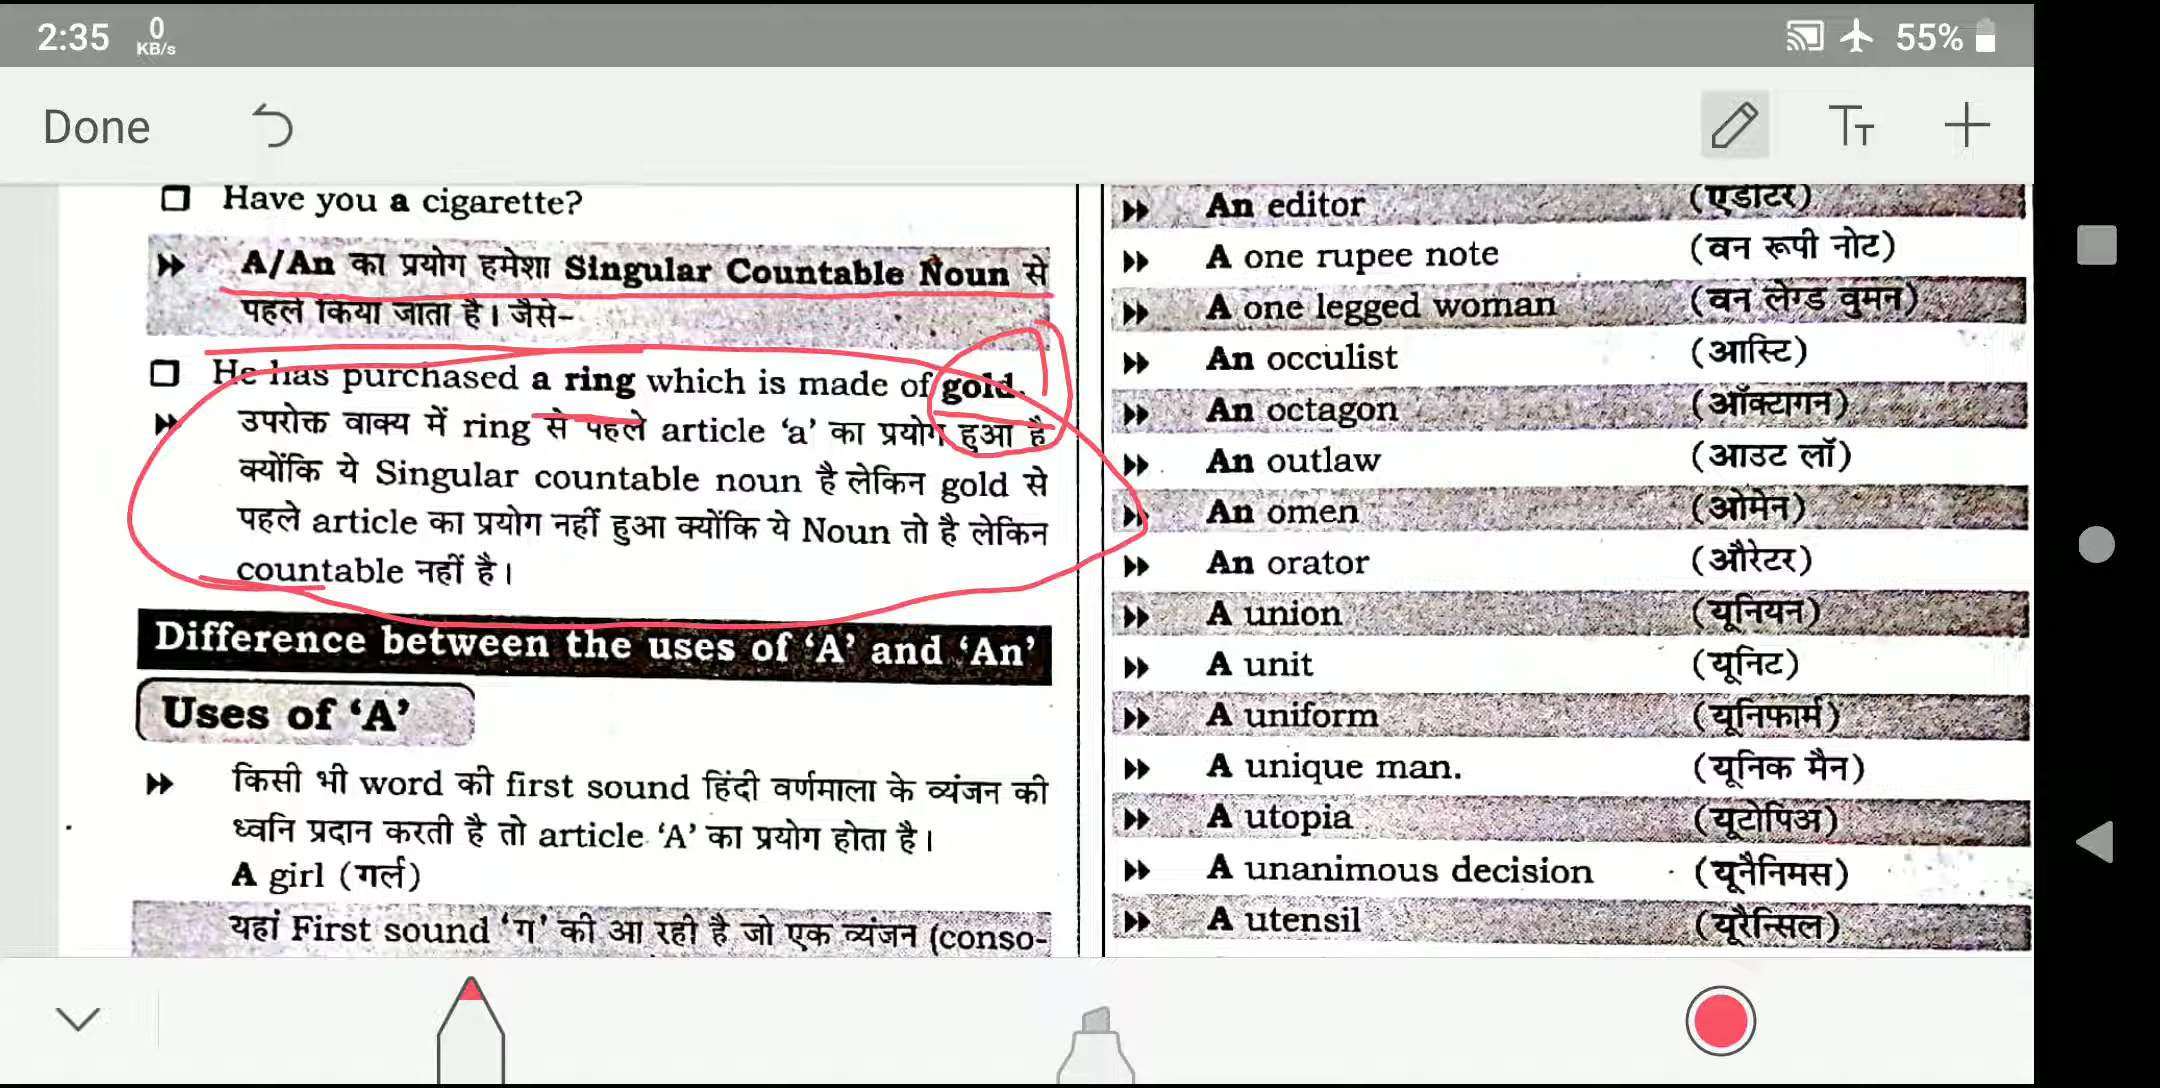 2:35 0 KB/s 55%
Done TT
Have you a cigarette?
A/An का प्रयोग हमेशा Singular Countable Noun से
पहले किया जाता है। जैसे-
He has purchased a ring which is made of gold.
उपरोक्त वाक्य में ring से पहले article ‘a’ का प्रयोग हुआ है
क्योंकि ये Singular countable noun है लेकिन gold से
पहले article का प्रयोग नहीं हुआ क्योंकि ये Noun तो है लेकिन
countable नहीं है।
Difference between the uses of ‘A’ and ‘An’
Uses of ‘A’
किसी भी word की first sound हिंदी वर्णमाला के व्यंजन की
ध्वनि प्रदान करती है तो article ‘A’ का प्रयोग होता है।
A girl (गर्ल)
यहां First sound ‘ग’ की आ रही है जो एक व्यंजन (conso-
An editor (एडीटर)
A one rupee note (वन रूपी नोट)
A one legged woman (वन लेग्ड वुमन)
An occulist (आस्टि)
An octagon (ऑक्टागन)
An outlaw (आउट लॉ)
An omen (ओमेन)
An orator (औरेटर)
A union (यूनियन)
A unit (यूनिट)
A uniform (यूनिफार्म)
A unique man. (यूनिक मैन)
A utopia (यूटोपिअ)
A unanimous decision (यूनैनिमस)
A utensil (यूटैन्सिल)